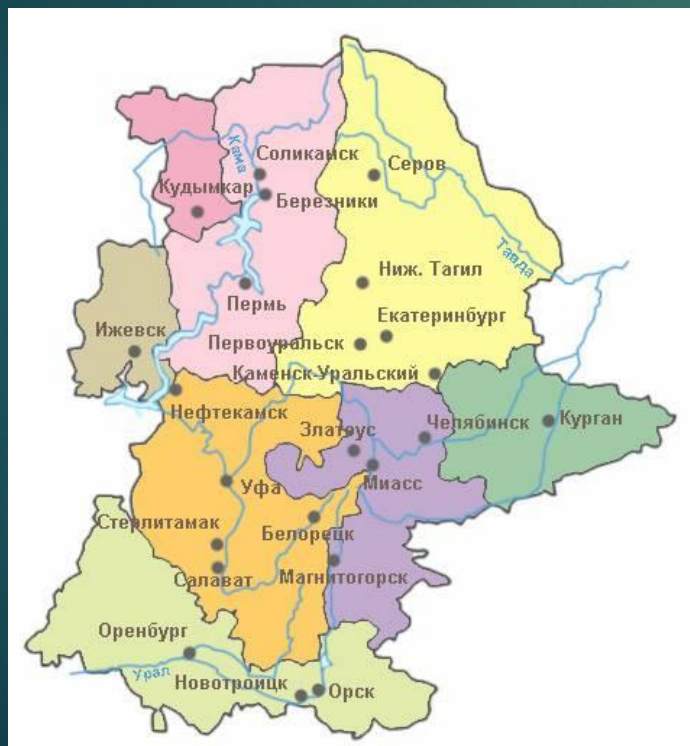 Кама
Соликамск
Серов
Кудымкар
Березники
Тавда
Ниж. Тагил
Пермь
Екатеринбург
Ижевск
Первоуральск
Каменск-Уральский
Нефтекамск
Златоус
Челябинск
Курган
Уфа
Миасс
Стерлитамак
Белорецк
Салават
Магнитогорск
Оренбург
Урал
Новотроицк
Орск